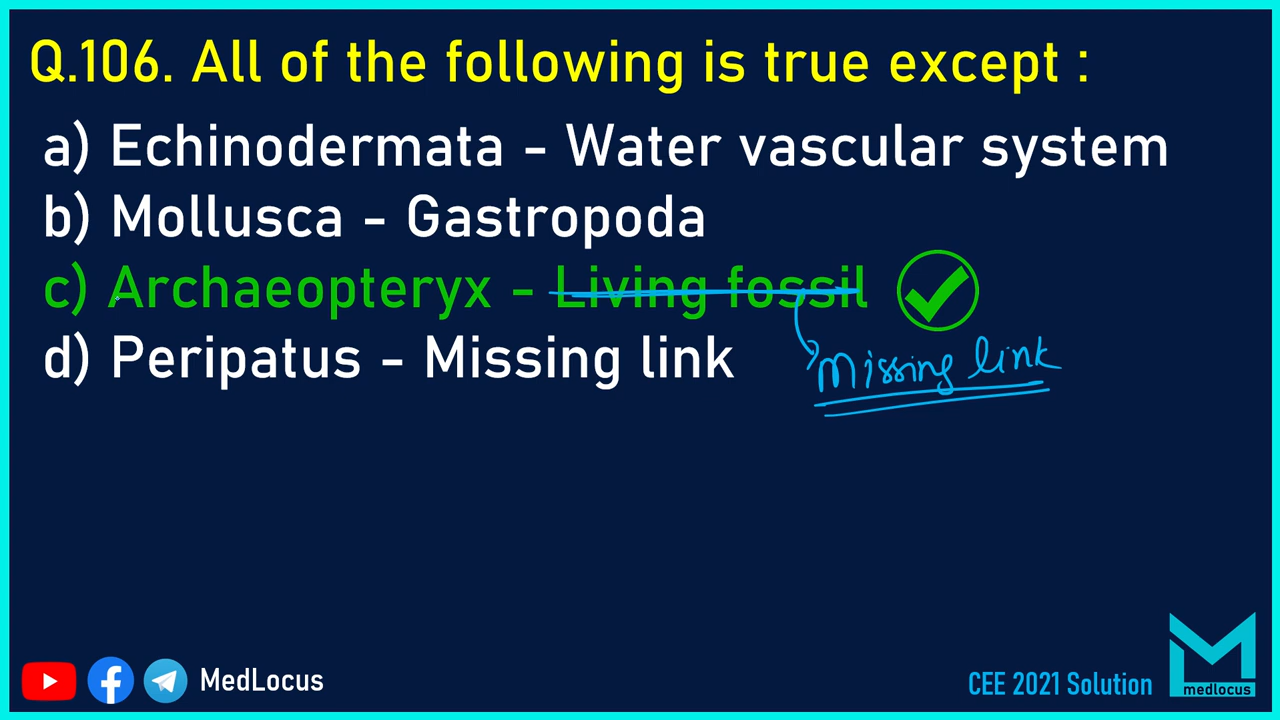 Q.106. All of the following is true except :
a) Echinodermata - Water vascular system
b) Mollusca - Gastropoda
c) Archaeopteryx - Living fossil
d) Peripatus - Missing link
Missing link
MedLocus
CEE 2021 Solution
medlocus